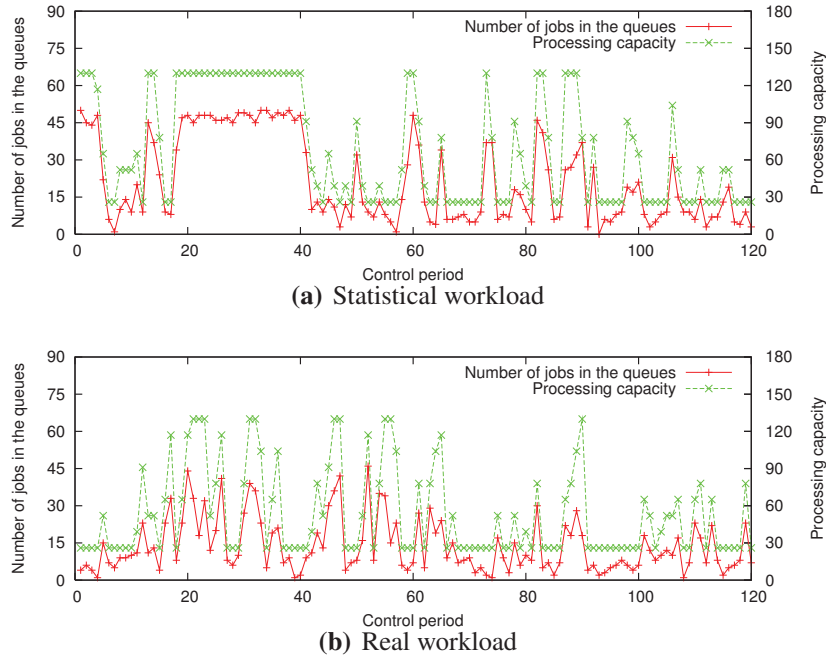 90
75
60
45
30
15
0
Number of jobs in the queues
Number of jobs in the queues
Processing capacity
180
150
120
90
60
30
0
Processing capacity
0 20 40 60 80 100 120
Control period
(a) Statistical workload
90
75
60
45
30
15
0
Number of jobs in the queues
Number of jobs in the queues
Processing capacity
180
150
120
90
60
30
0
Processing capacity
0 20 40 60 80 100 120
Control period
(b) Real workload